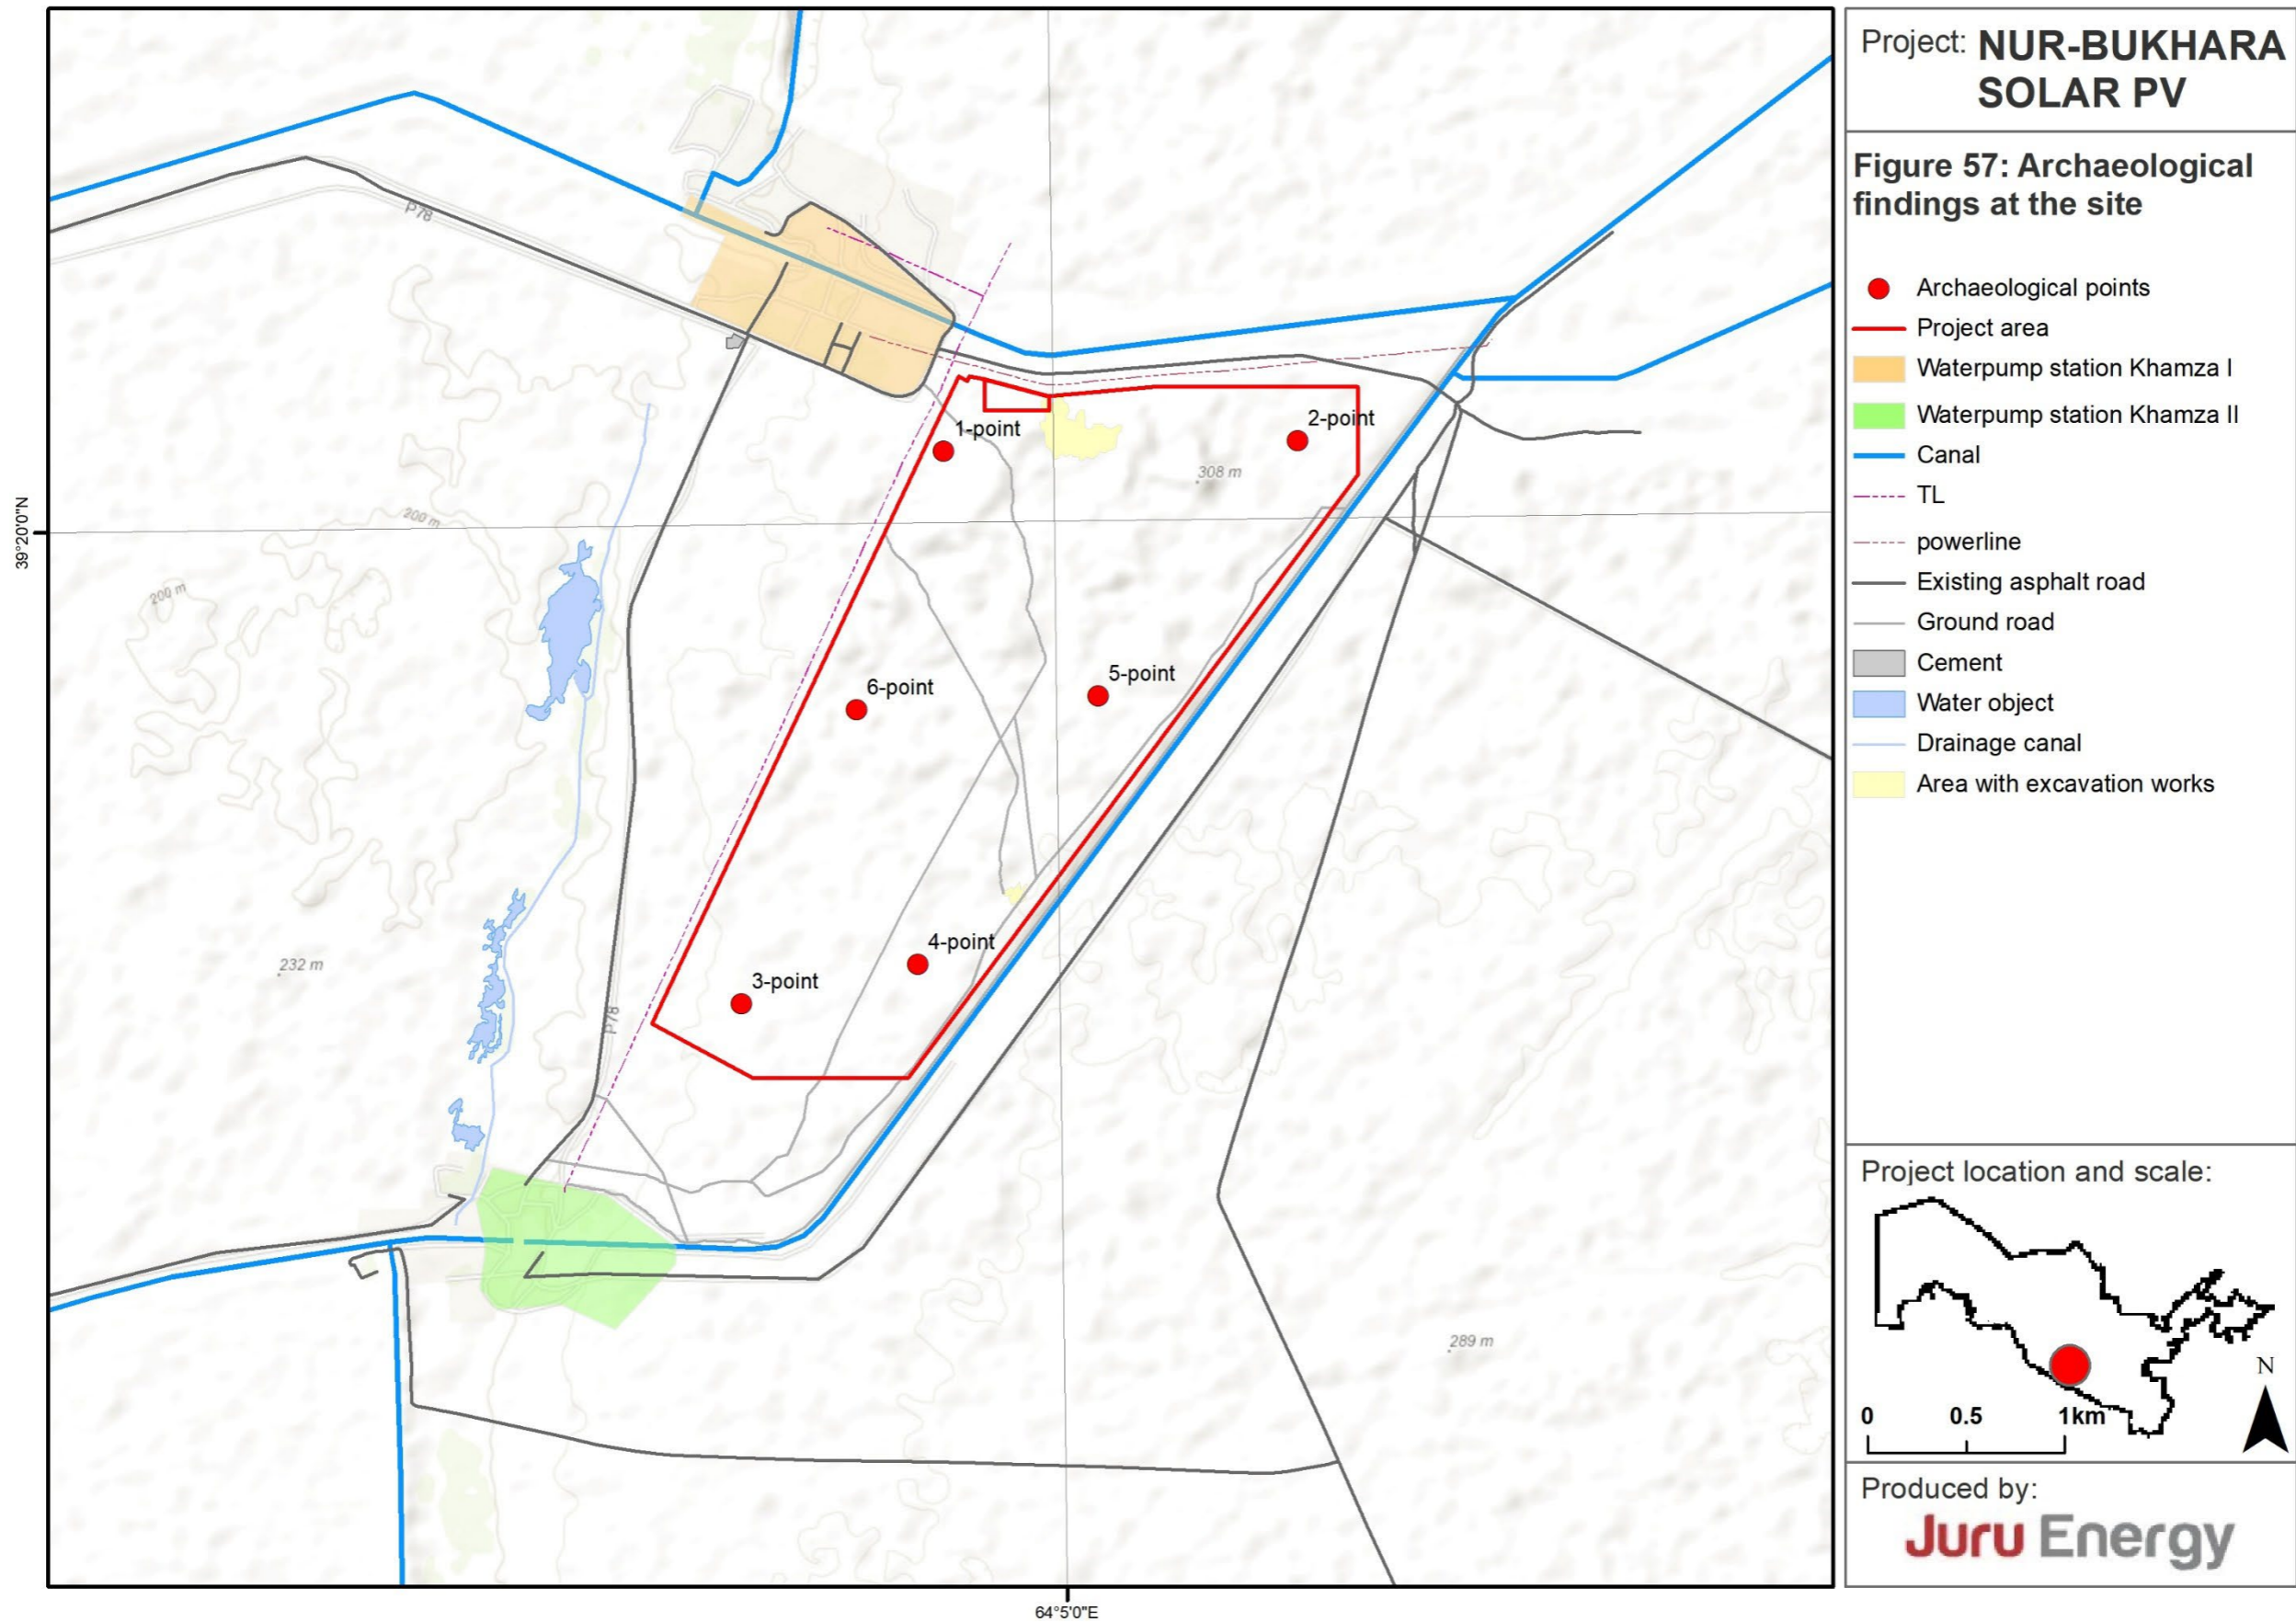 Project: NUR-BUKHARA
SOLAR PV
Figure 57: Archaeological
findings at the site
Archaeological points
Project area
Waterpump station Khamza I
Waterpump station Khamza II
Canal
TL
powerline
Existing asphalt road
Ground road
Cement
Water object
Drainage canal
Area with excavation works
Project location and scale:
N
0 0.5 1km
Produced by:
Juru Energy
P78
1-point
2-point
308 m
200 m
39°20'0"N
200 m
5-point
6-point
4-point
232 m
3-point
P78
289 m
64°5'0"E